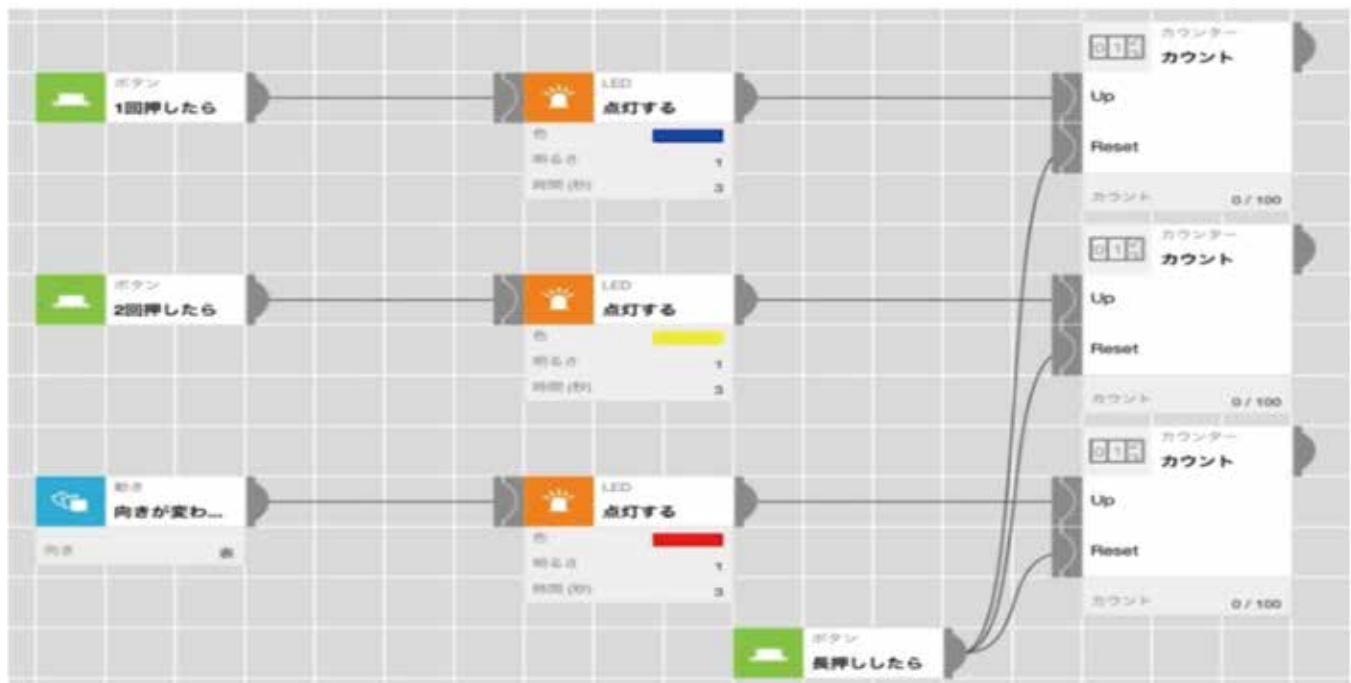 カウンター
カウント
ボタン
1回押したら
LED
点灯する
Up
色
明るさ 1
時間 (秒) 3
Reset
カウント 0 / 100
カウンター
カウント
ボタン
2回押したら
LED
点灯する
Up
色
明るさ 1
時間 (秒) 3
Reset
カウント 0 / 100
カウンター
カウント
動き
向きが変わ...
LED
点灯する
Up
向き 表
色
明るさ 1
時間 (秒) 3
Reset
カウント 0 / 100
ボタン
長押ししたら